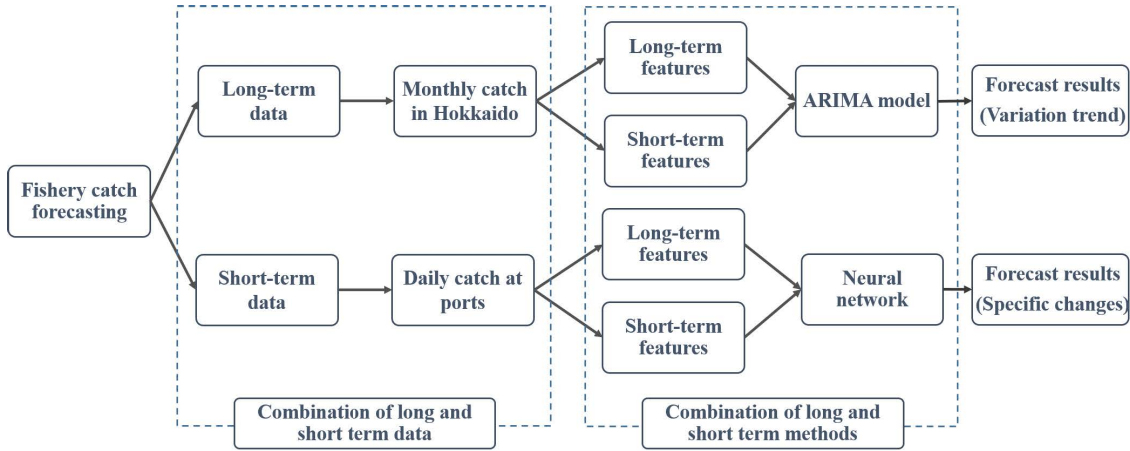 Fishery catch
forecasting
Long-term
data
Monthly catch
in Hokkaido
Long-term
features
Short-term
features
ARIMA model
Forecast results
(Variation trend)
Short-term
data
Daily catch at
ports
Long-term
features
Short-term
features
Neural
network
Forecast results
(Specific changes)
Combination of long and
short term data
Combination of long and
short term methods